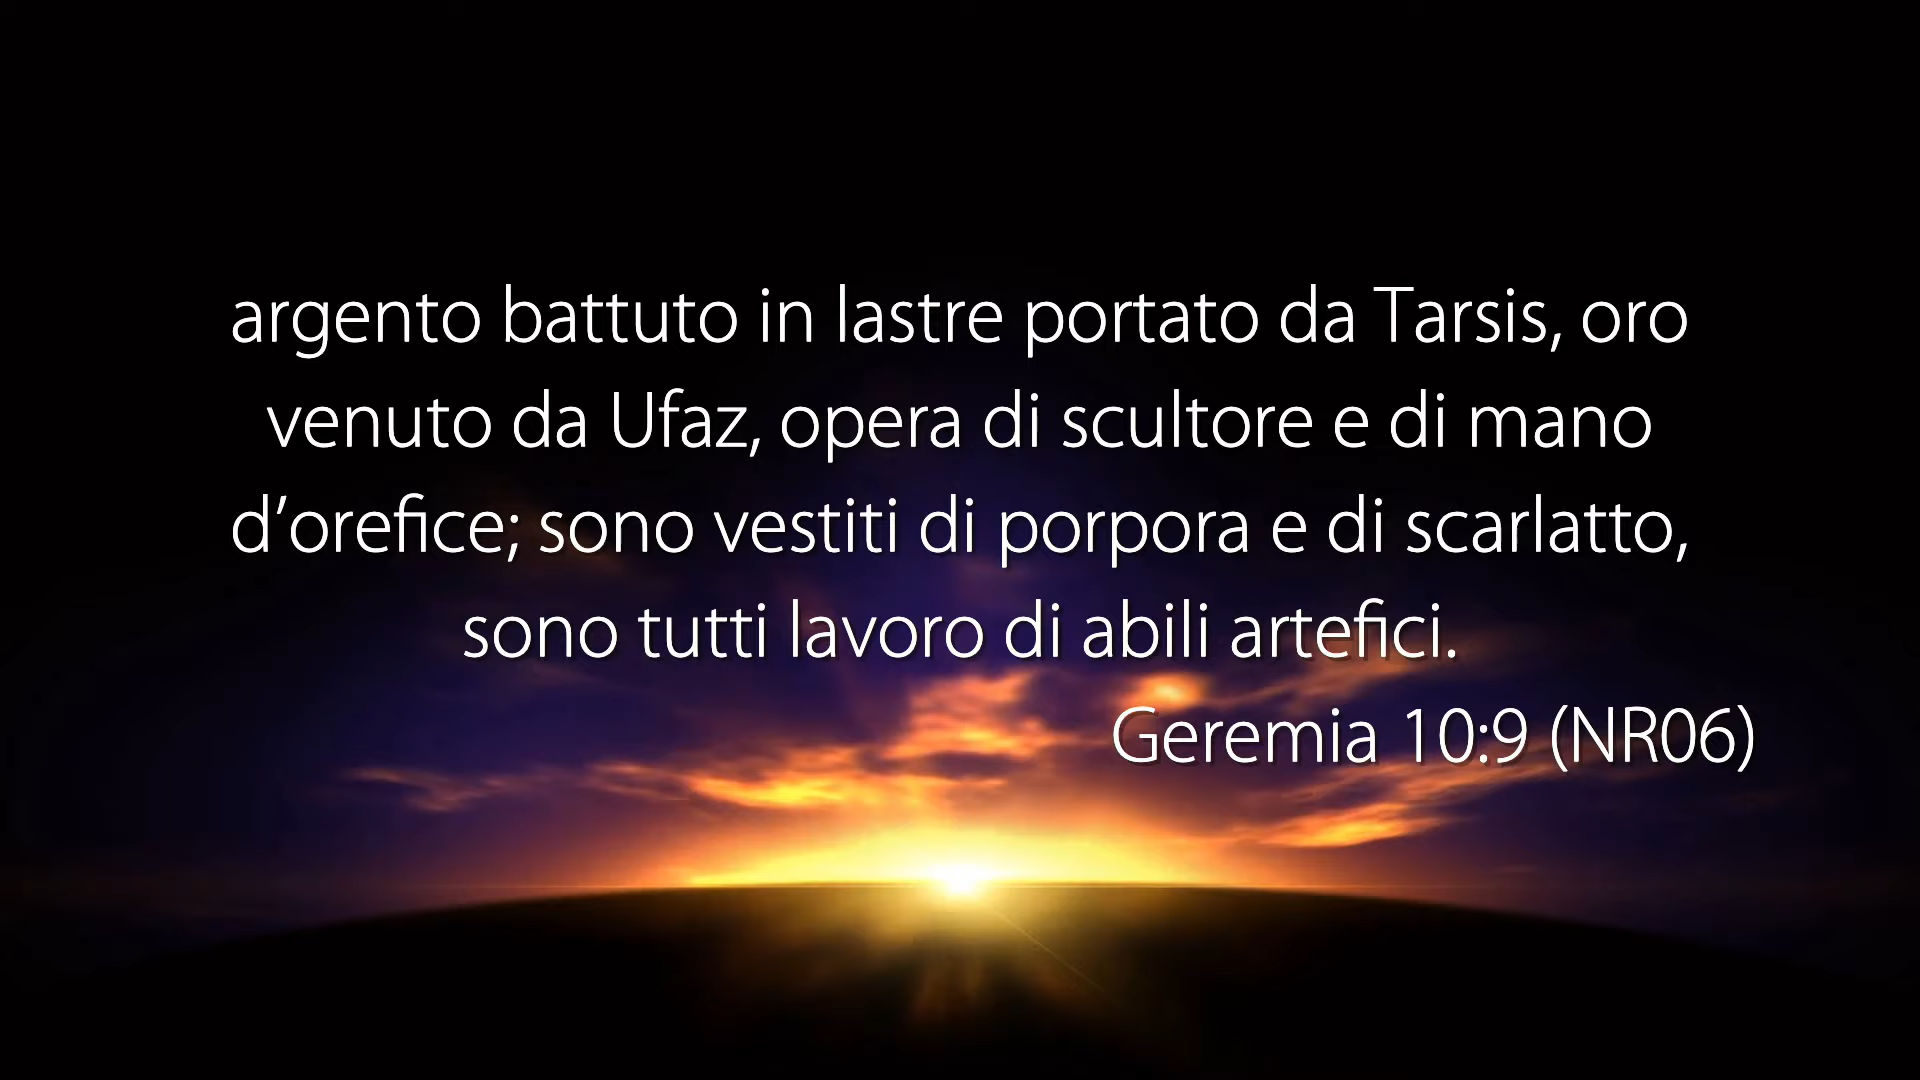 argento battuto in lastre portato da Tarsis, oro
venuto da Ufaz, opera di scultore e di mano
d’orefice; sono vestiti di porpora e di scarlatto,
sono tutti lavoro di abili artefici.
Geremia 10:9 (NR06)